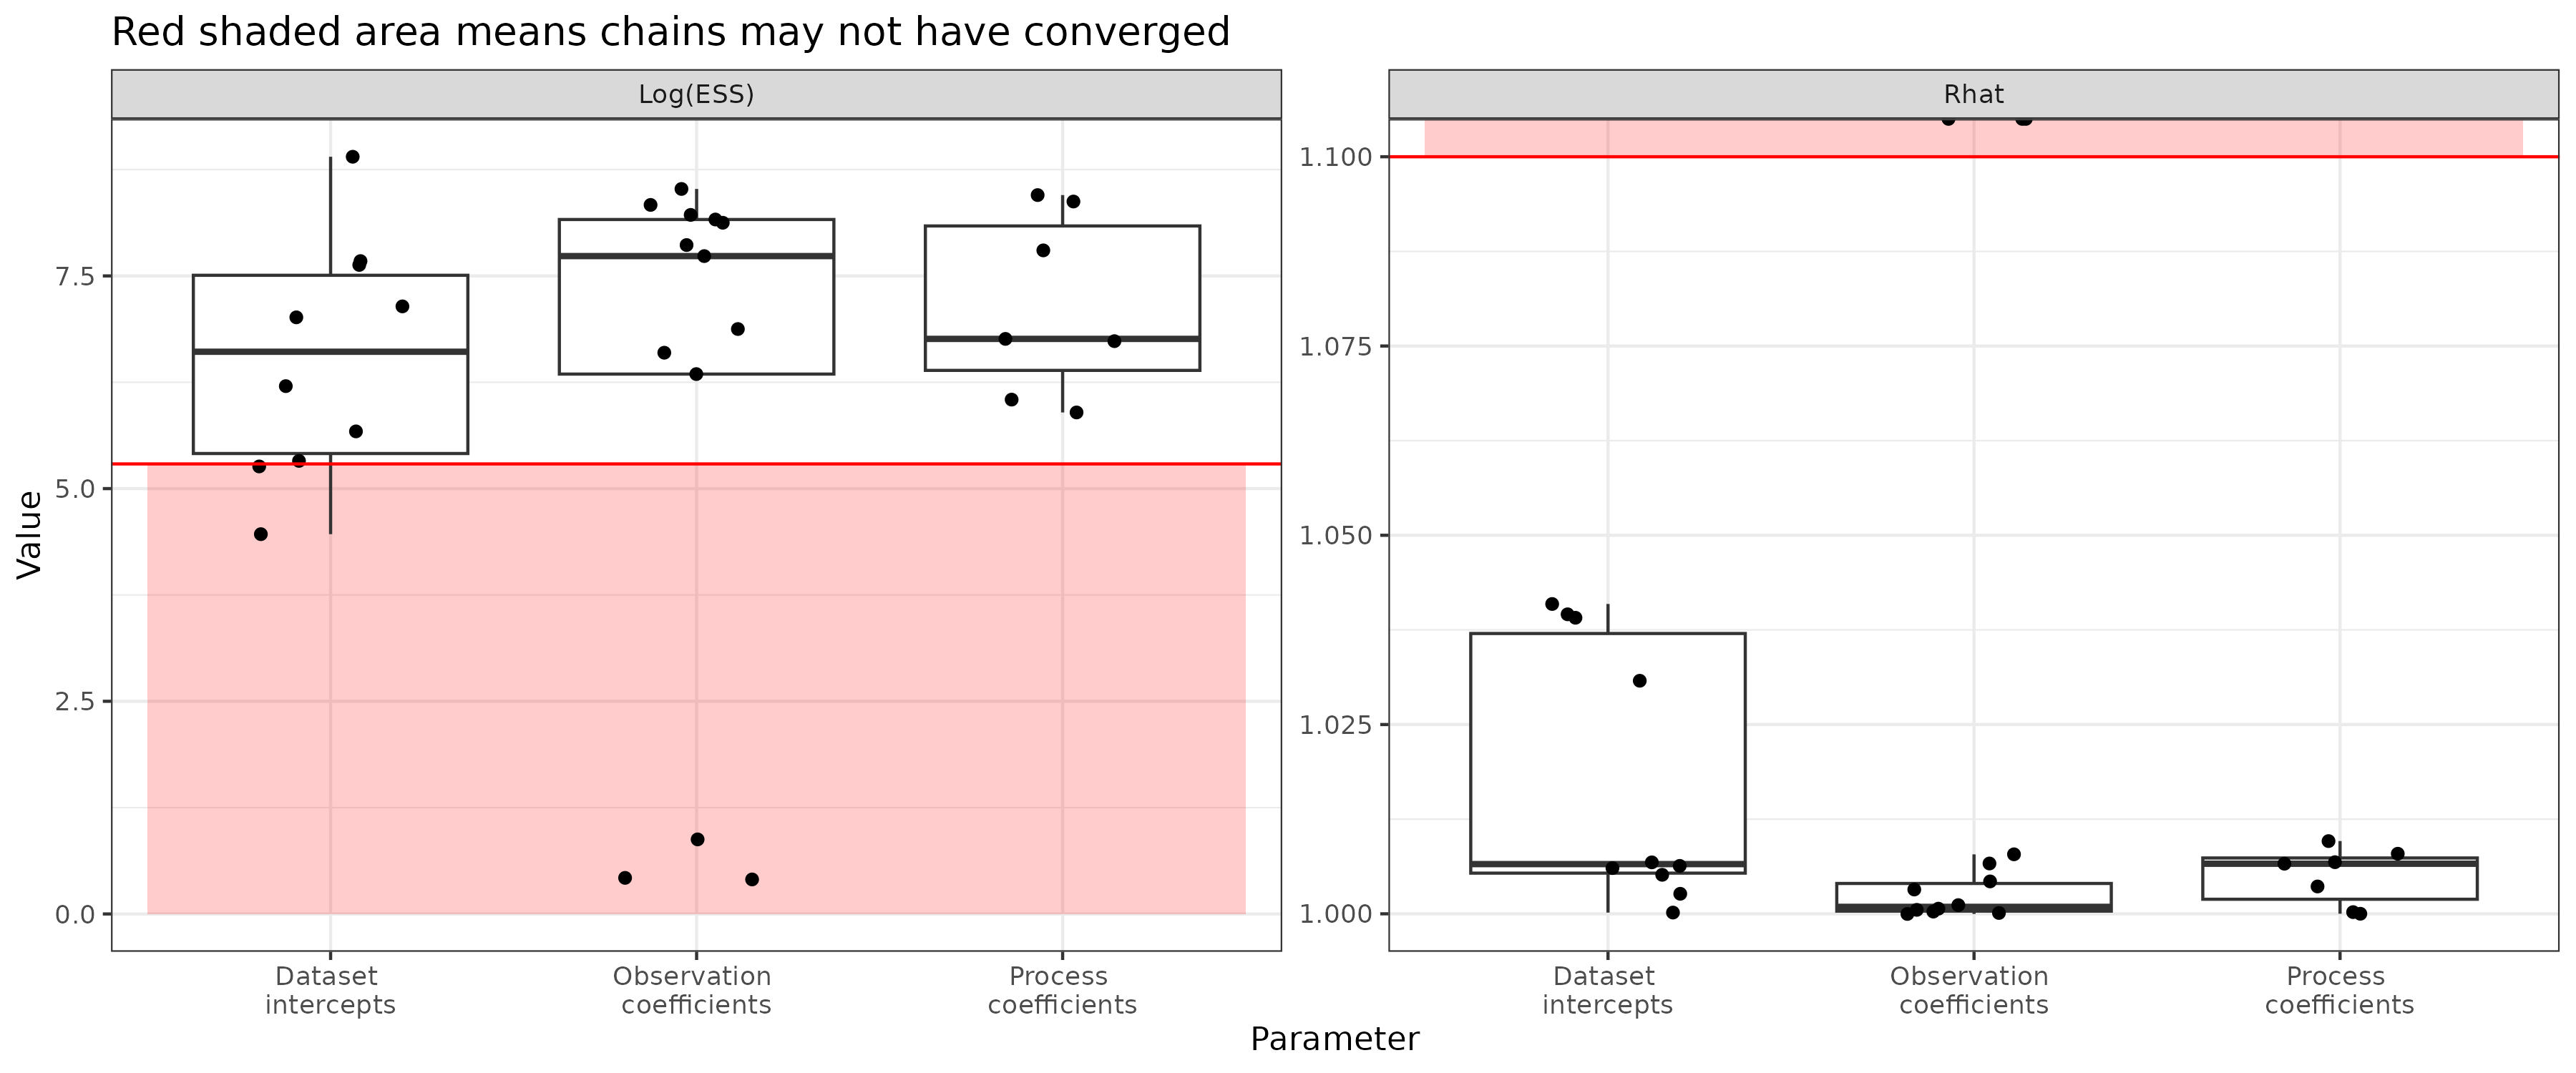 Red shaded area means chains may not have converged
Log(ESS)
Rhat
Value
7.5
5.0
2.5
0.0
1.100
1.075
1.050
1.025
1.000
Dataset
intercepts
Observation
coefficients
Process
coefficients
Dataset
intercepts
Observation
coefficients
Process
coefficients
Parameter